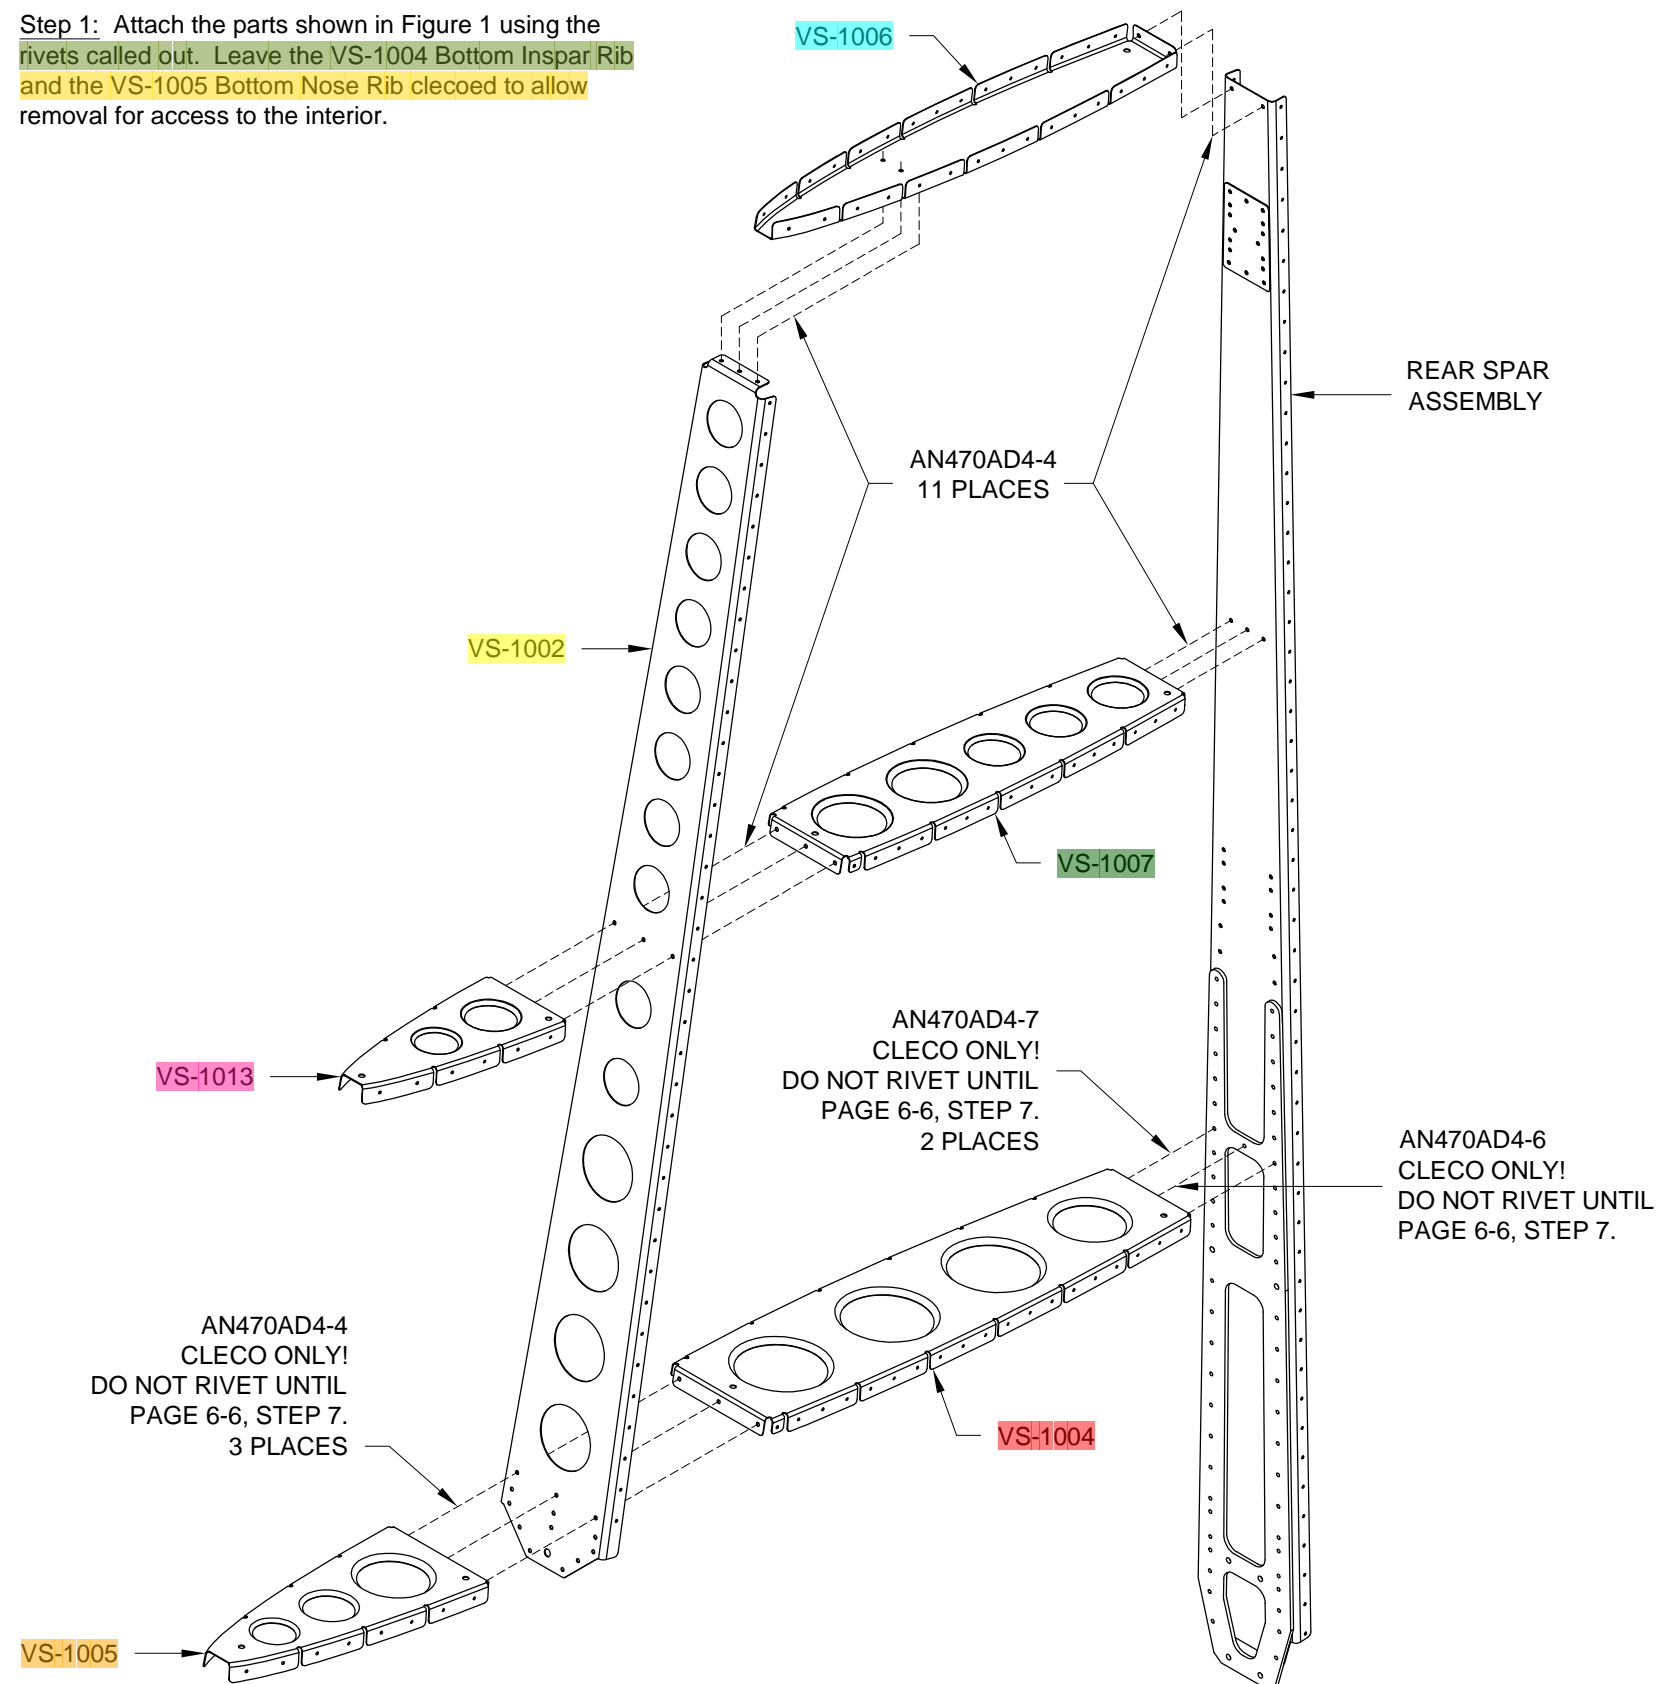 Step 1: Attach the parts shown in Figure 1 using the
rivets called out. Leave the VS-1004 Bottom Inspar Rib
and the VS-1005 Bottom Nose Rib clecoed to allow
removal for access to the interior.
VS-1006
REAR SPAR
ASSEMBLY
AN470AD4-4
11 PLACES
VS-1002
VS-1007
VS-1013
AN470AD4-7
CLECO ONLY!
DO NOT RIVET UNTIL
PAGE 6-6, STEP 7.
2 PLACES
AN470AD4-6
CLECO ONLY!
DO NOT RIVET UNTIL
PAGE 6-6, STEP 7.
AN470AD4-4
CLECO ONLY!
DO NOT RIVET UNTIL
PAGE 6-6, STEP 7.
3 PLACES
VS-1004
VS-1005